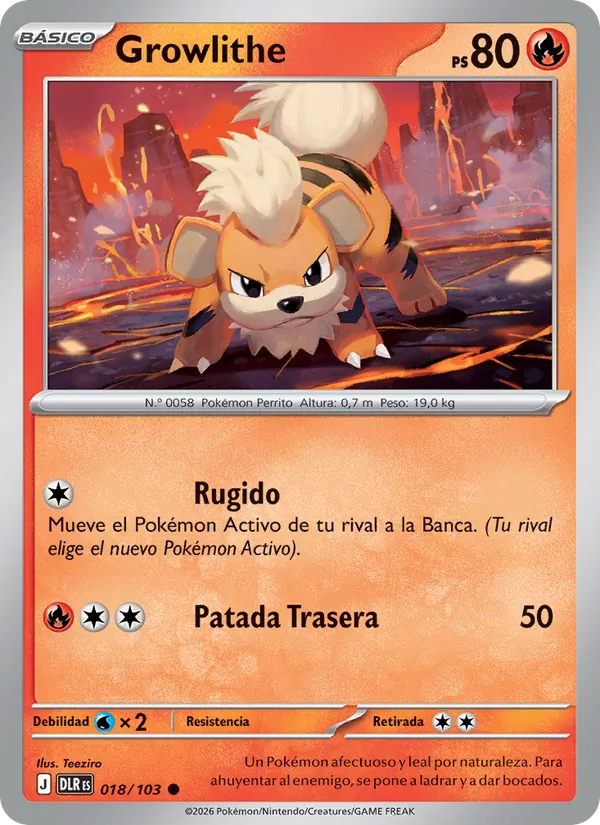 BÁSICO
Growlithe
PS 80
N.º 0058 Pokémon Perrito Altura: 0,7 m Peso: 19,0 kg
Rugido
Mueve el Pokémon Activo de tu rival a la Banca. (Tu rival
elige el nuevo Pokémon Activo).
Patada Trasera 50
Debilidad ×2 Resistencia Retirada
Ilus. Teeziro
Un Pokémon afectuoso y leal por naturaleza. Para
ahuyentar al enemigo, se pone a ladrar y a dar bocados.
J DLR ES 018/103
©2026 Pokémon/Nintendo/Creatures/GAME FREAK